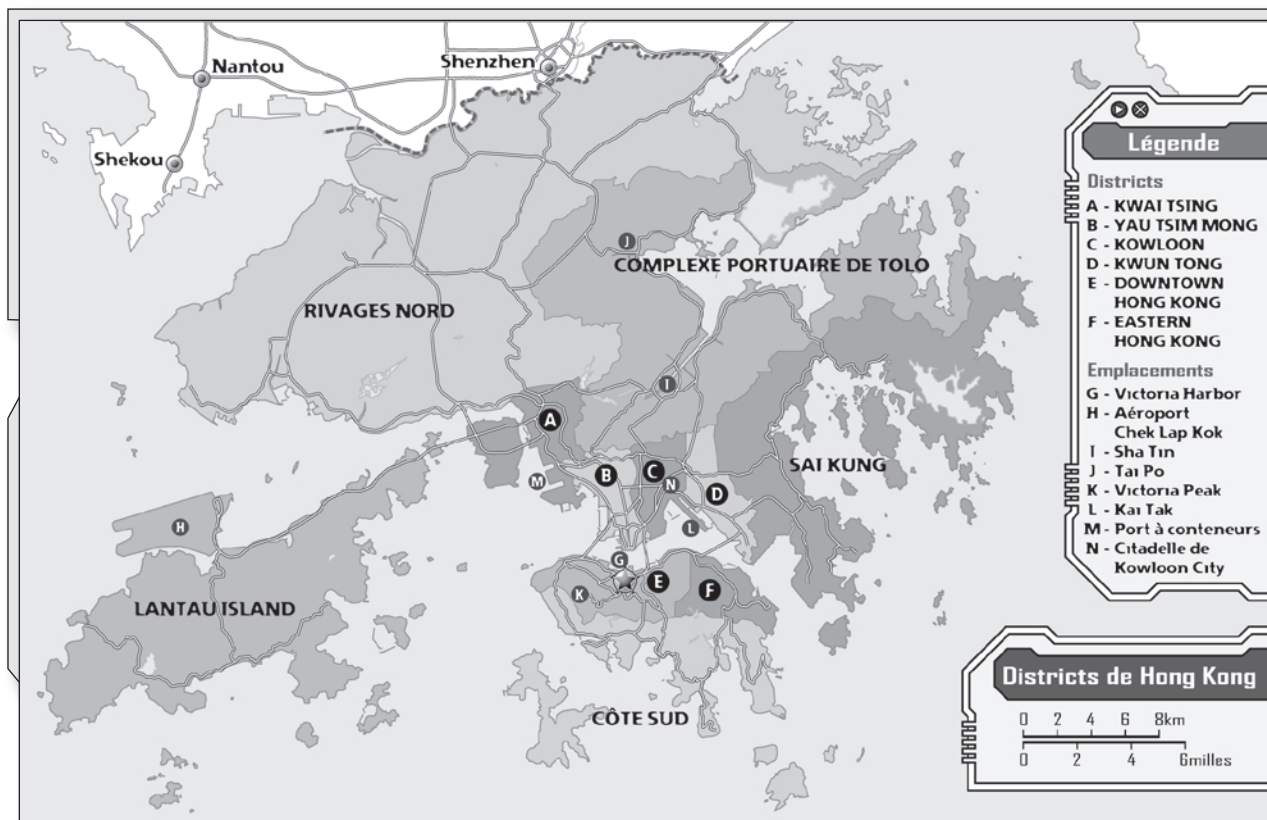 Nantou
Shenzhen
Shekou
J
COMPLEXE PORTUAIRE DE TOLO
RIVAGES NORD
I
A
SAI KUNG
B
C
M
N
D
H
L
G
E
F
K
LANTAU ISLAND
CÔTE SUD
Légende
Districts
A - KWAI TSING
B - YAU TSIM MONG
C - KOWLOON
D - KWUN TONG
E - DOWNTOWN
HONG KONG
F - EASTERN
HONG KONG
Emplacements
G - Victoria Harbor
H - Aéroport
Chek Lap Kok
I - Sha Tin
J - Tai Po
K - Victoria Peak
L - Kai Tak
M - Port à conteneurs
N - Citadelle de
Kowloon City
Districts de Hong Kong
0 2 4 6 8km
0 2 4 6milles